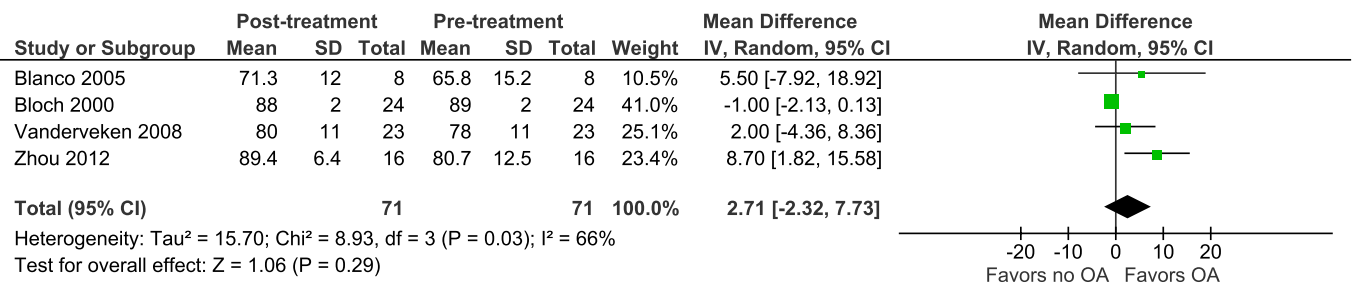 Post-treatment Pre-treatment Mean Difference Mean Difference
Study or Subgroup Mean SD Total Mean SD Total Weight IV, Random, 95% CI IV, Random, 95% CI
Blanco 2005 71.3 12 8 65.8 15.2 8 10.5% 5.50 [-7.92, 18.92]
Bloch 2000 88 2 24 89 2 24 41.0% -1.00 [-2.13, 0.13]
Vanderveken 2008 80 11 23 78 11 23 25.1% 2.00 [-4.36, 8.36]
Zhou 2012 89.4 6.4 16 80.7 12.5 16 23.4% 8.70 [1.82, 15.58]
Total (95% CI) 71 71 100.0% 2.71 [-2.32, 7.73]
Heterogeneity: Tau² = 15.70; Chi² = 8.93, df = 3 (P = 0.03); I² = 66%
Test for overall effect: Z = 1.06 (P = 0.29)
-20 -10 0 10 20
Favors no OA Favors OA